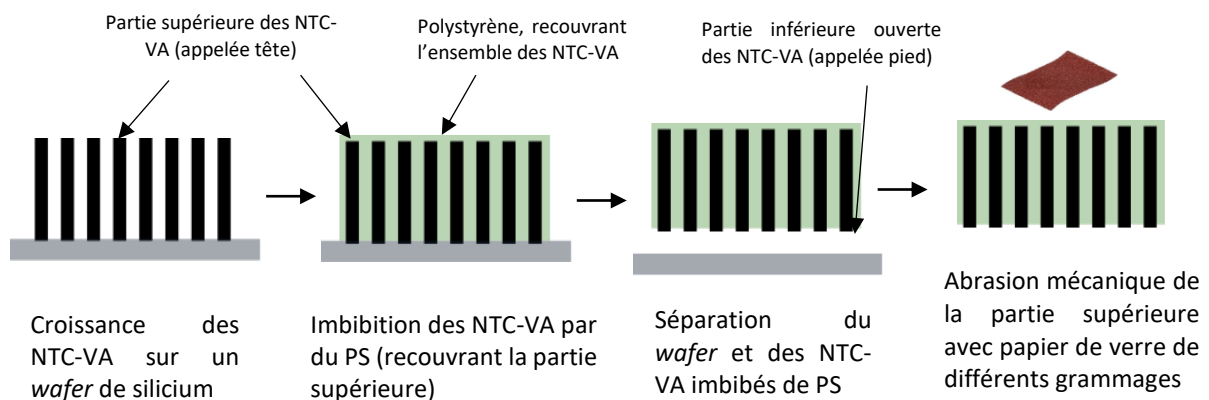 Partie supérieure des NTC-
VA (appelée tête)
Polystyrène, recouvrant
l’ensemble des NTC-VA
Partie inférieure ouverte
des NTC-VA (appelée pied)
Croissance des
NTC-VA sur un
wafer de silicium
Imbibition des NTC-VA par
du PS (recouvrant la partie
supérieure)
Séparation du
wafer et des NTC-
VA imbibés de PS
Abrasion mécanique de
la partie supérieure
avec papier de verre de
différents grammages